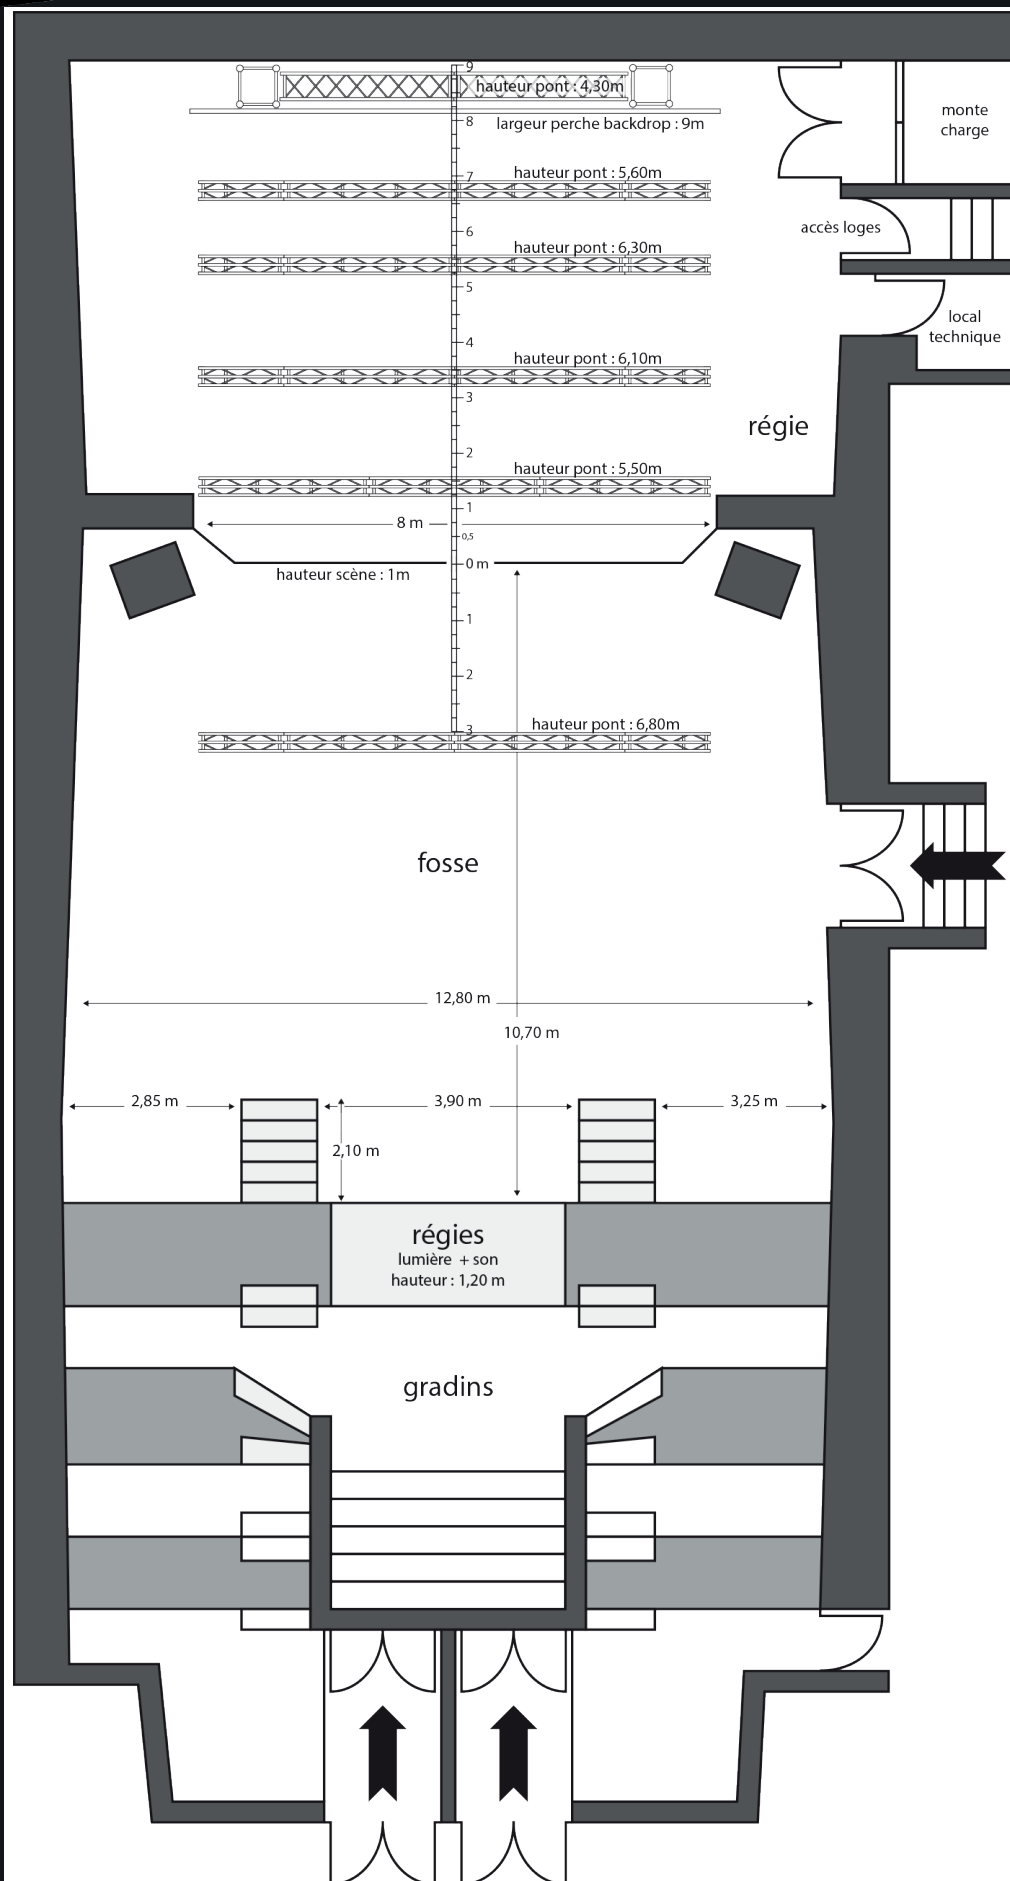 9
hauteur pont : 4,30m
monte
charge
8
largeur perche backdrop : 9m
7
hauteur pont : 5,60m
6
accès loges
hauteur pont : 6,30m
5
local
technique
4
hauteur pont : 6,10m
3
régie
2
hauteur pont : 5,50m
1
8 m
0,5
0 m
hauteur scène : 1m
1
2
3
hauteur pont : 6,80m
fosse
12,80 m
10,70 m
2,85 m
3,90 m
3,25 m
2,10 m
régies
lumière + son
hauteur : 1,20 m
gradins